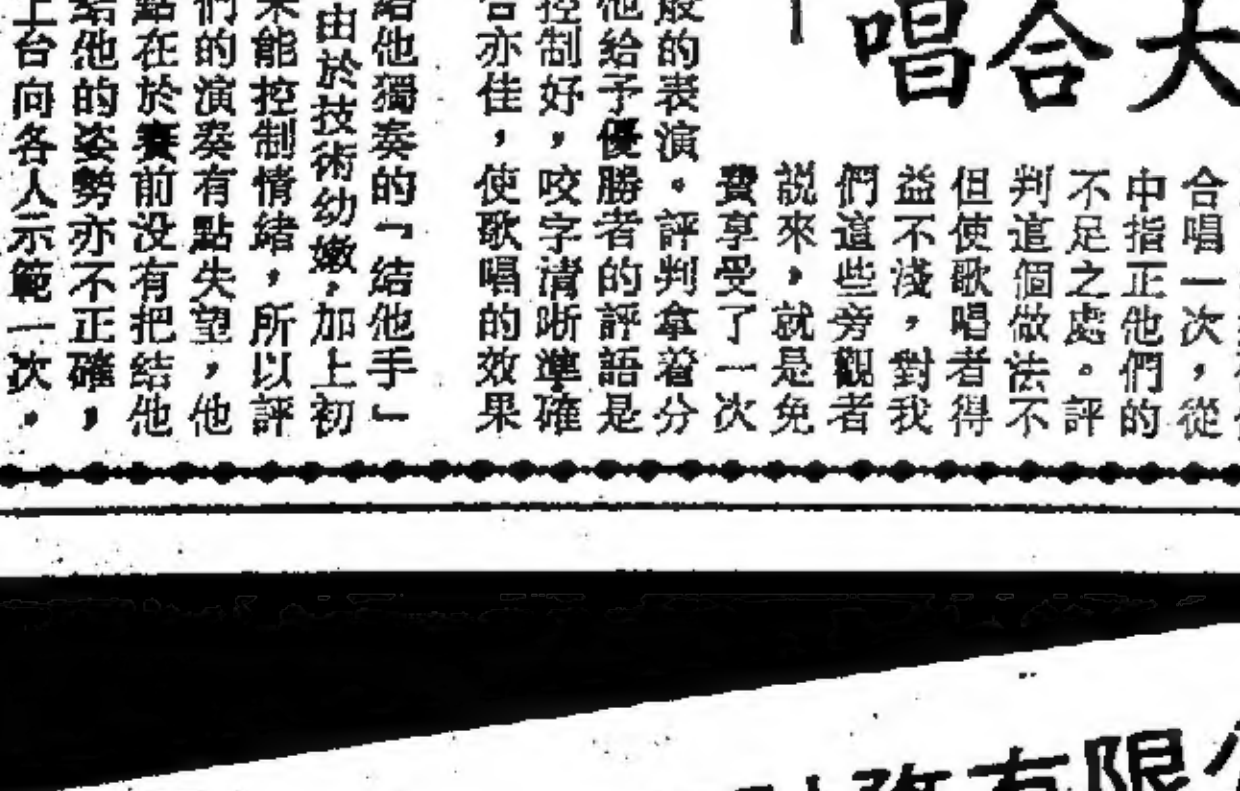 大合唱
合唱一次，從
中指正他們的
不足之處。評
判這個做法不
但使歌唱者得
益不淺，對我
們這些旁觀者
説來，就是免
費享受了一次
般的表演。評判拿着分
他給予優勝者的評語是
控制好，咬字清晰準確
亦佳，使歌唱的效果
他獨奏的「結他手」
由於技術幼嫩，加上初
能控制情緒，所以評
們的演奏有點失望，他
點在於賽前没有把結他
結他的姿勢亦不正確，
上台向各人示範一次。
有限